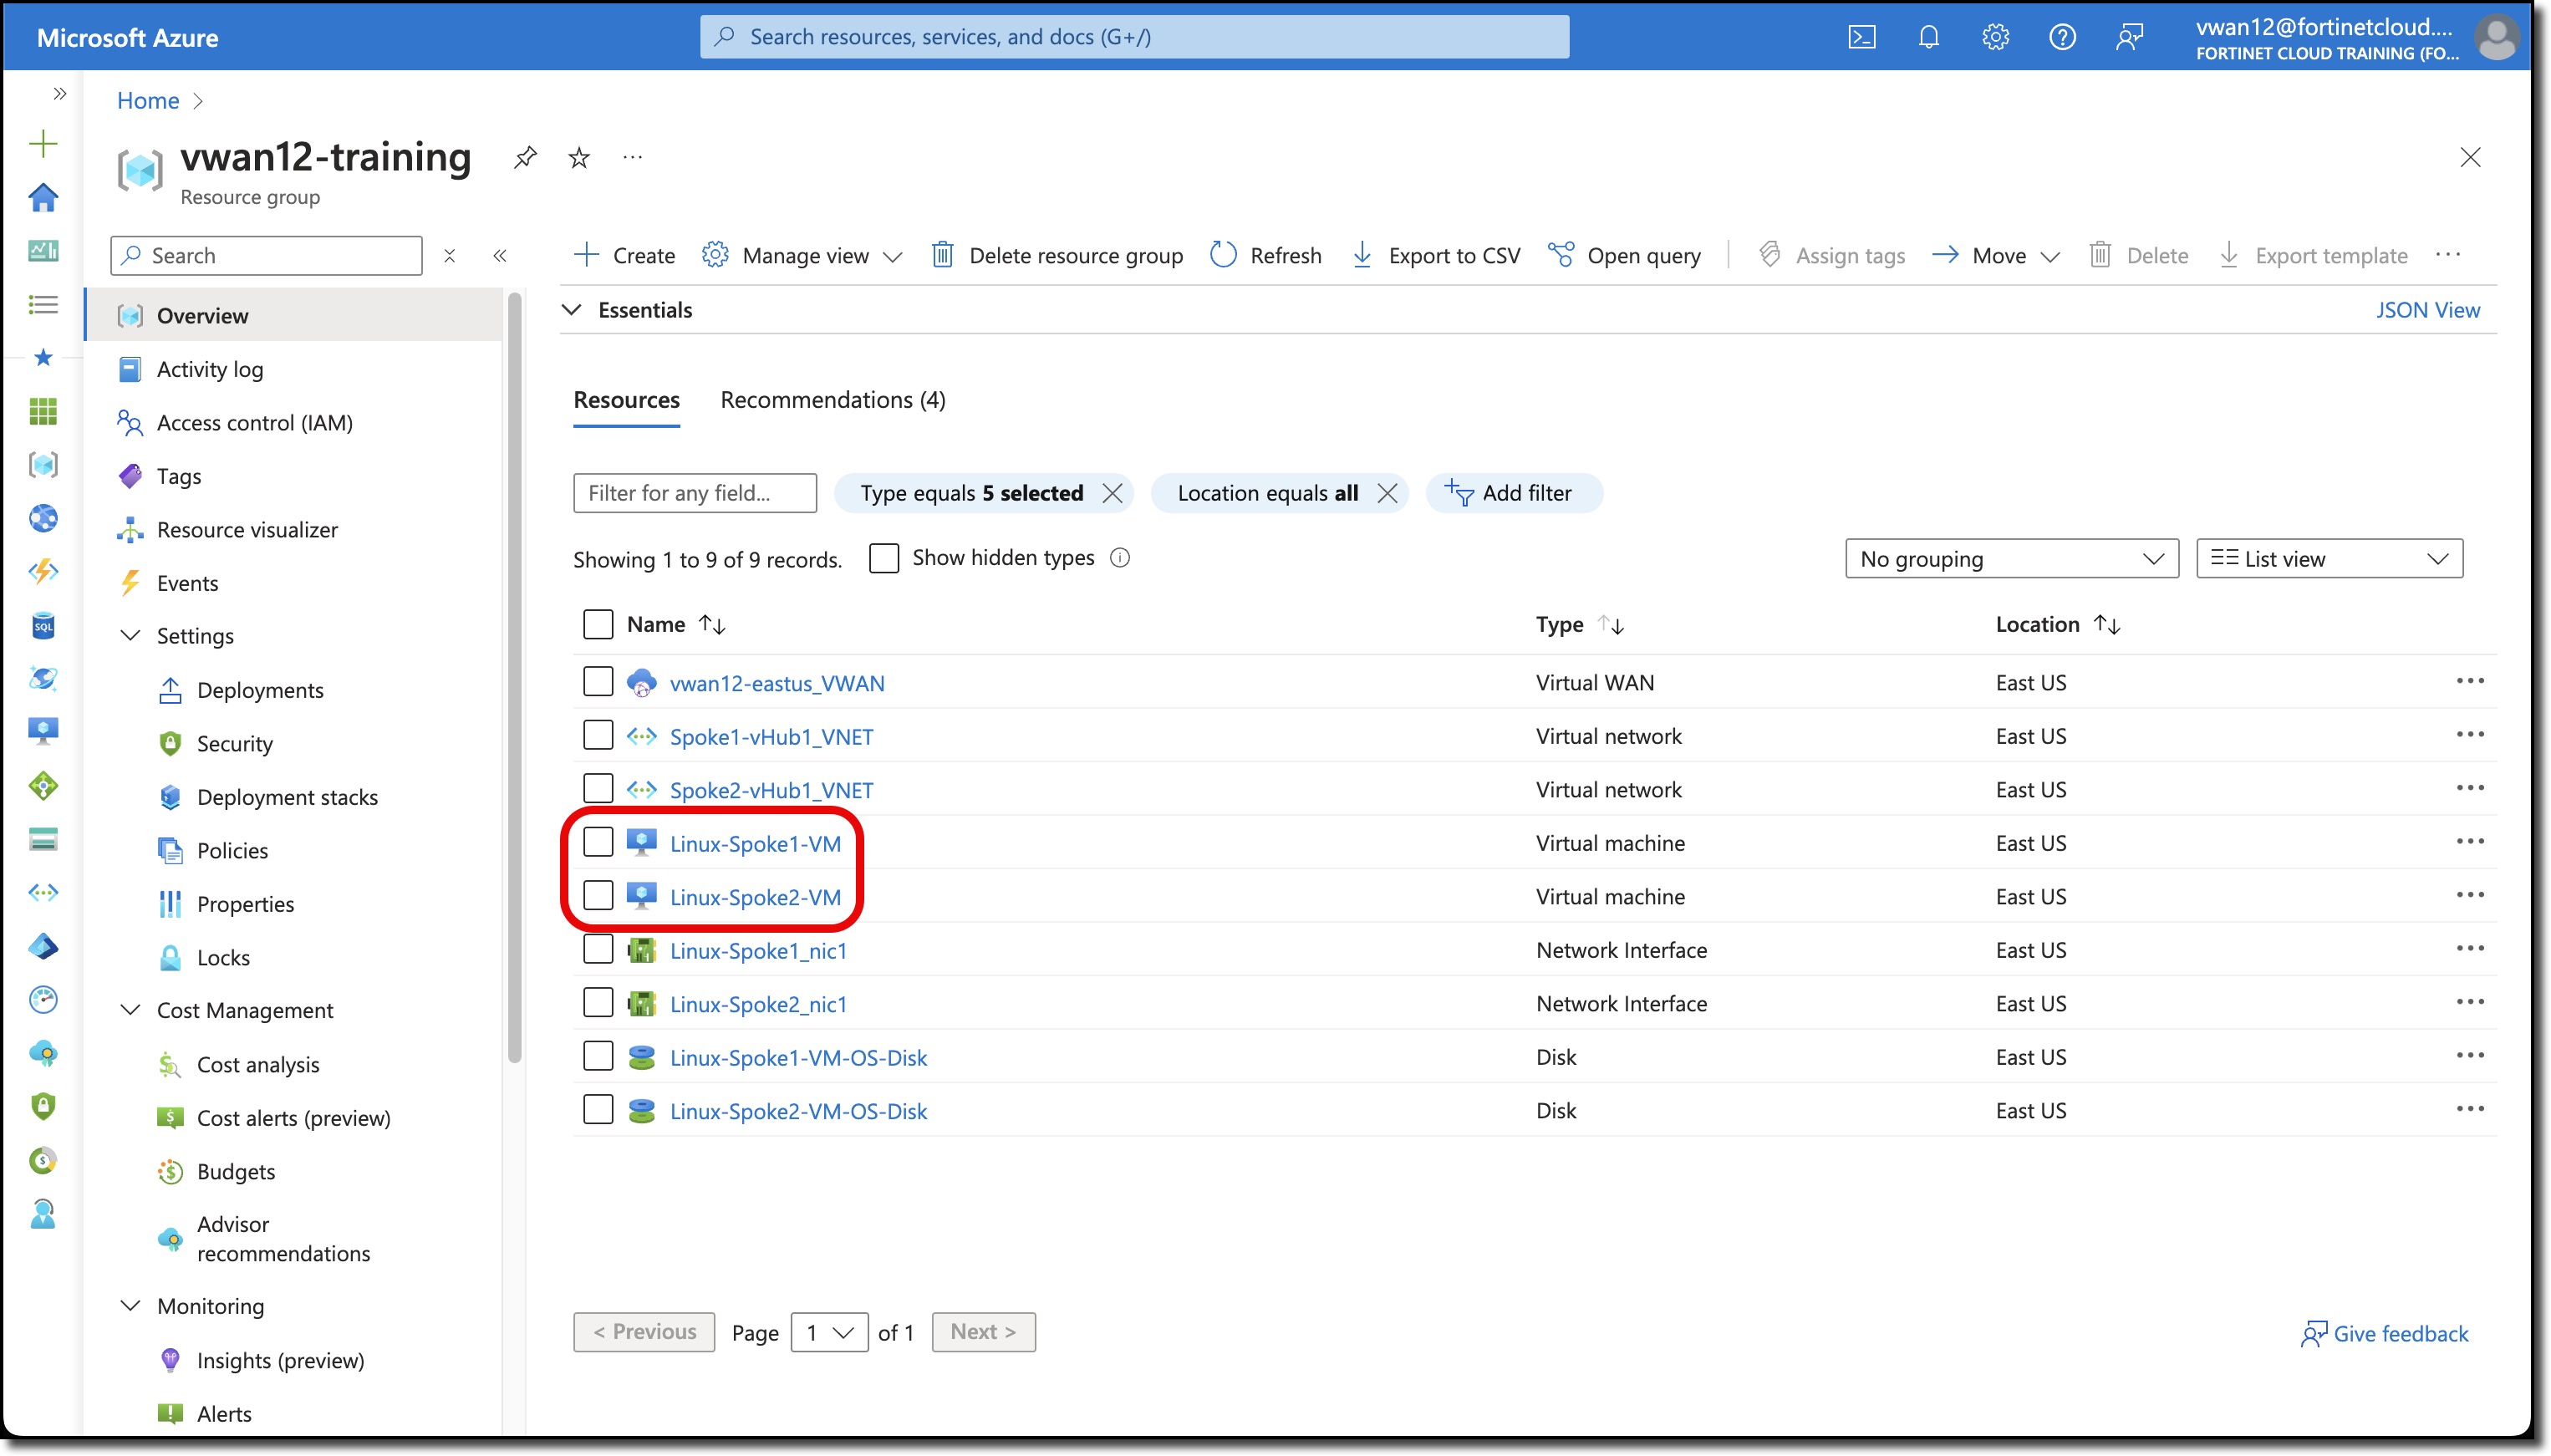 Microsoft Azure
Search resources, services, and docs (G+/)
vwan12@fortinetcloud....
FORTINET CLOUD TRAINING (FO...
Home
vwan12-training
Resource group
Search
Create
Manage view
Delete resource group
Refresh
Export to CSV
Open query
Assign tags
Move
Delete
Export template
Essentials
JSON View
Overview
Activity log
Access control (IAM)
Tags
Resource visualizer
Events
Settings
Deployments
Security
Deployment stacks
Policies
Properties
Locks
Cost Management
Cost analysis
Cost alerts (preview)
Budgets
Advisor
recommendations
Monitoring
Insights (preview)
Alerts
SQL
Resources
Recommendations (4)
Filter for any field...
Type equals 5 selected
Location equals all
Add filter
Showing 1 to 9 of 9 records.
Show hidden types
No grouping
List view
Name Type Location
vwan12-eastus_VWAN Virtual WAN East US
Spoke1-vHub1_VNET Virtual network East US
Spoke2-vHub1_VNET Virtual network East US
Linux-Spoke1-VM Virtual machine East US
Linux-Spoke2-VM Virtual machine East US
Linux-Spoke1_nic1 Network Interface East US
Linux-Spoke2_nic1 Network Interface East US
Linux-Spoke1-VM-OS-Disk Disk East US
Linux-Spoke2-VM-OS-Disk Disk East US
< Previous Page 1 of 1 Next >
Give feedback